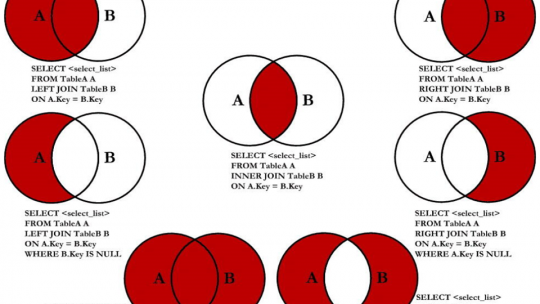 A B
SELECT <select_list>
FROM TableA A
LEFT JOIN TableB B
ON A.Key = B.Key
A B
SELECT <select_list>
FROM TableA A
RIGHT JOIN TableB B
ON A.Key = B.Key
A B
SELECT <select_list>
FROM TableA A
INNER JOIN TableB B
ON A.Key = B.Key
A B
SELECT <select_list>
FROM TableA A
LEFT JOIN TableB B
ON A.Key = B.Key
WHERE B.Key IS NULL
A B
SELECT <select_list>
FROM TableA A
RIGHT JOIN TableB B
ON A.Key = B.Key
WHERE A.Key IS NULL
A B
A B
SELECT <select_list>